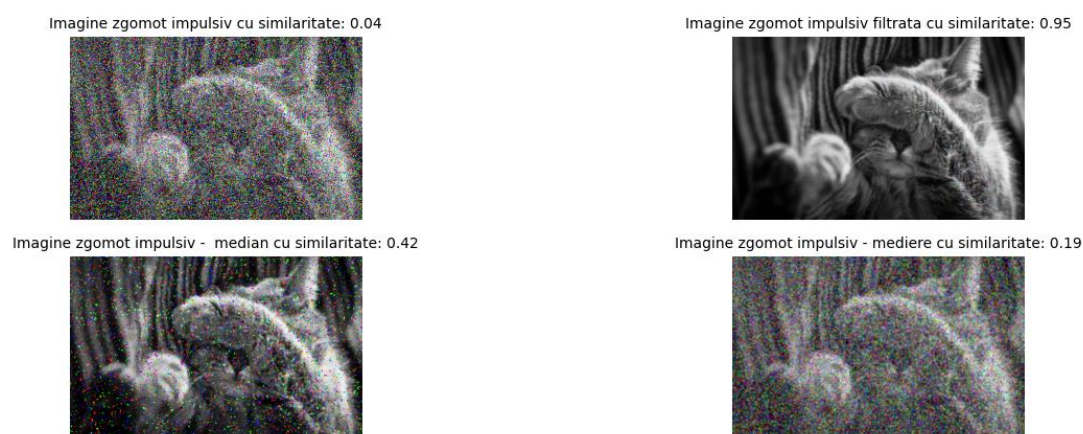 Imagine zgomot impulsiv cu similaritate: 0.04
Imagine zgomot impulsiv filtrata cu similaritate: 0.95
Imagine zgomot impulsiv -  median cu similaritate: 0.42
Imagine zgomot impulsiv - mediere cu similaritate: 0.19